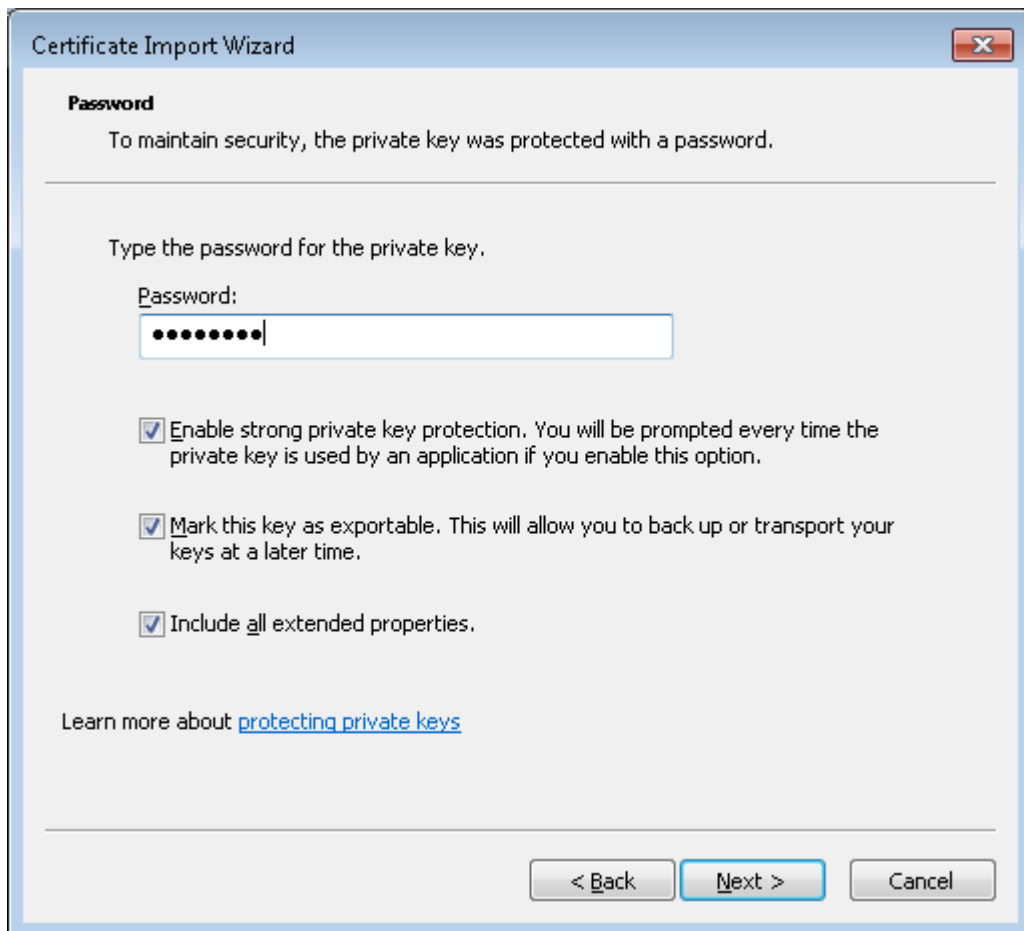 Certificate Import Wizard
Password
To maintain security, the private key was protected with a password.
Type the password for the private key.
Password:
●●●●●●●●
Enable strong private key protection. You will be prompted every time the
private key is used by an application if you enable this option.
Mark this key as exportable. This will allow you to back up or transport your
keys at a later time.
Include all extended properties.
Learn more about protecting private keys
< Back Next > Cancel